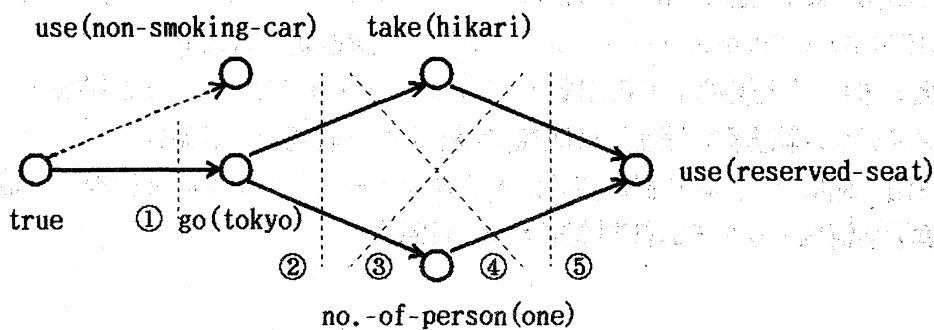 use(non-smoking-car) take(hikari)
use(reserved-seat)
true ① go(tokyo)
② ③ ④ ⑤
no.-of-person(one)